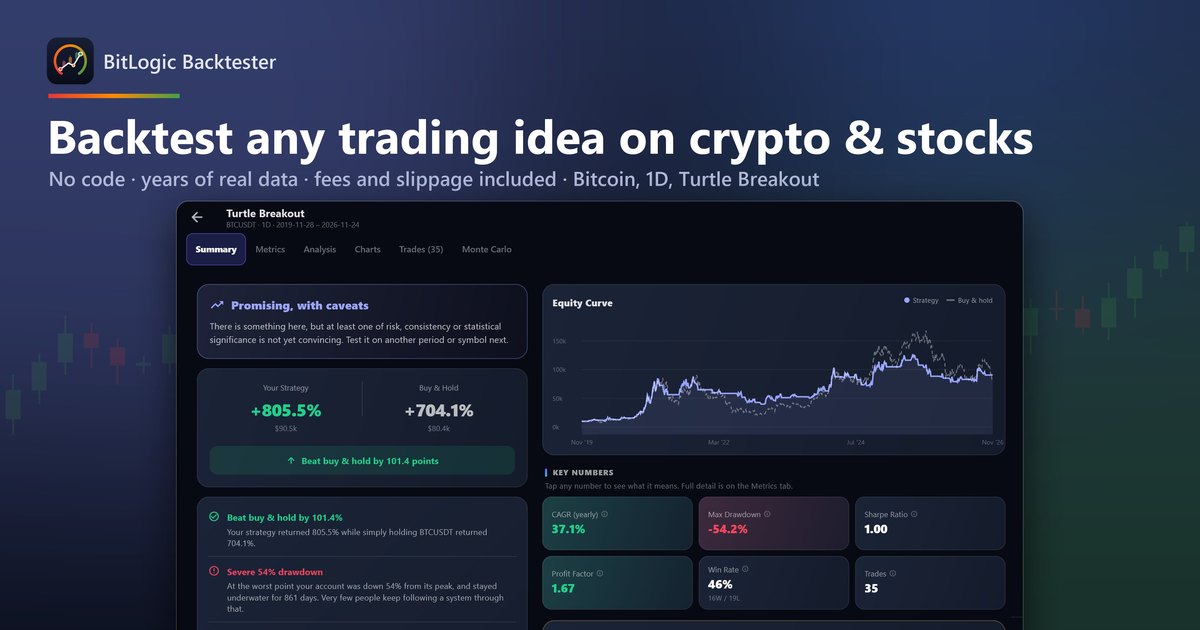 BitLogic Backtester
Backtest any trading idea on crypto & stocks
No code · years of real data · fees and slippage included · Bitcoin, 1D, Turtle Breakout
Turtle Breakout
BTCUSDT · 1D · 2019-11-28 – 2026-11-24
Summary Metrics Analysis Charts Trades (35) Monte Carlo
Promising, with caveats
There is something here, but at least one of risk, consistency or statistical
significance is not yet convincing. Test it on another period or symbol next.
Your Strategy Buy & Hold
+805.5% +704.1%
$90.5k $80.4k
Beat buy & hold by 101.4 points
Beat buy & hold by 101.4%
Your strategy returned 805.5% while simply holding BTCUSDT returned
704.1%.
Severe 54% drawdown
At the worst point your account was down 54% from its peak, and stayed
underwater for 861 days. Very few people keep following a system through
that.
Equity Curve
Strategy Buy & hold
150k
100k
50k
0k
Nov '19 Mar '22 Jul '24 Nov '26
KEY NUMBERS
Tap any number to see what it means. Full detail is on the Metrics tab.
CAGR (yearly) Max Drawdown Sharpe Ratio
37.1% -54.2% 1.00
Profit Factor Win Rate Trades
1.67 46% 35
16W / 19L